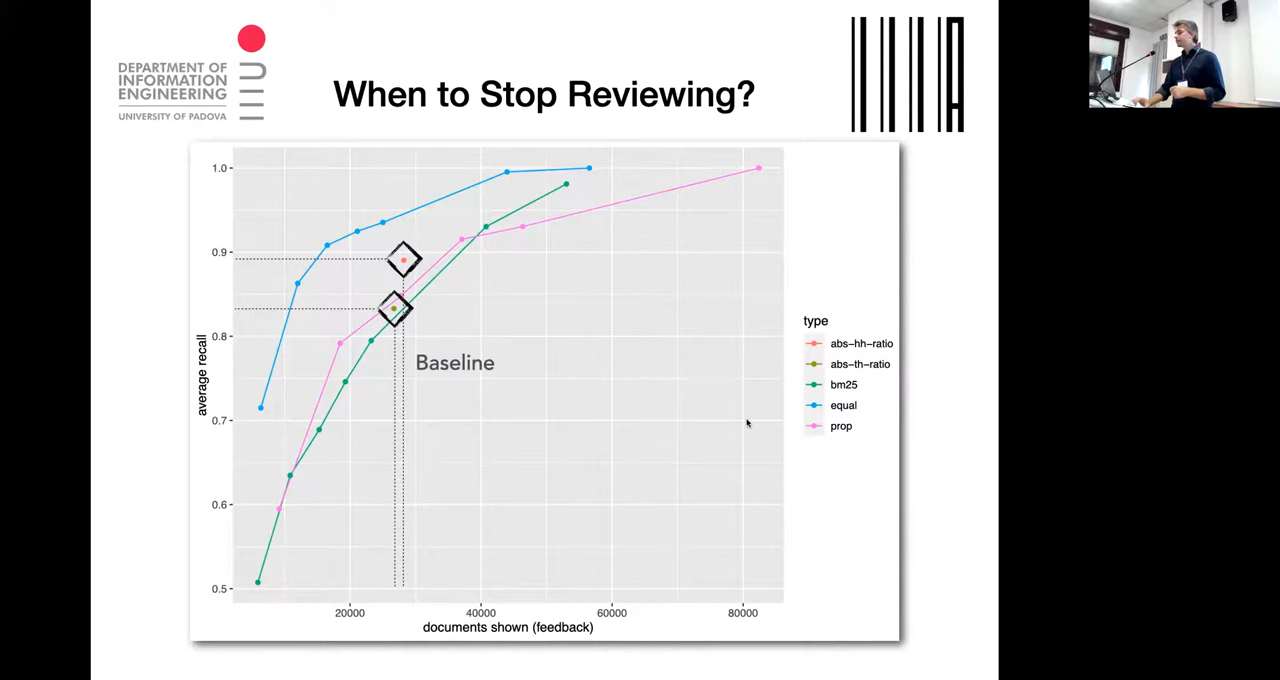 DEPARTMENT OF
INFORMATION
ENGINEERING
UNIVERSITY OF PADOVA
When to Stop Reviewing?
1.0
0.9
0.8
0.7
0.6
0.5
average recall
Baseline
20000
40000
60000
80000
documents shown (feedback)
type
abs-hh-ratio
abs-th-ratio
bm25
equal
prop